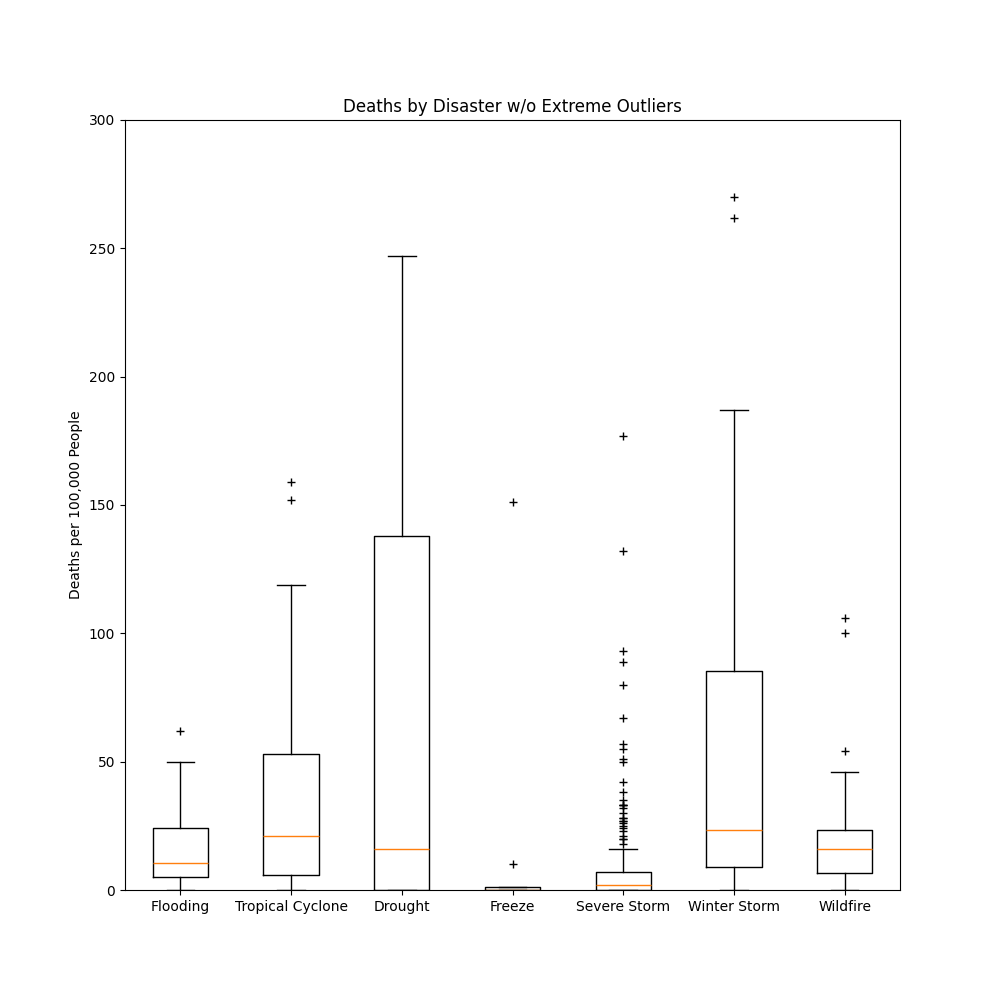 Deaths by Disaster w/o Extreme Outliers
Deaths per 100,000 People
300
250
200
150
100
50
0
Flooding Tropical Cyclone Drought Freeze Severe Storm Winter Storm Wildfire